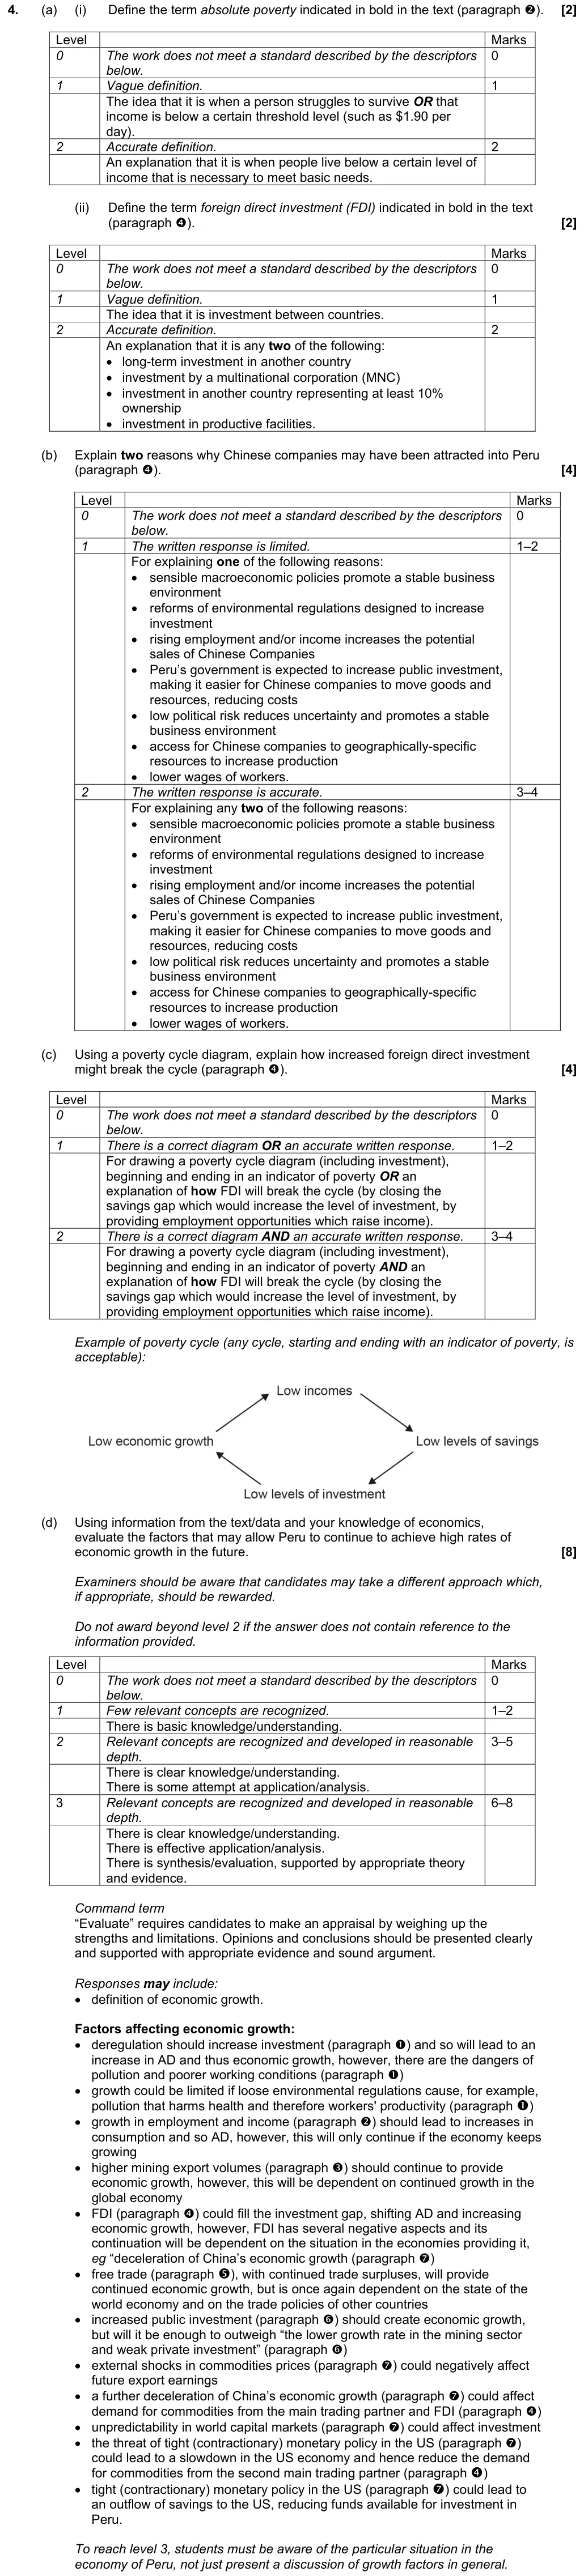 4. (a) (i) Define the term absolute poverty indicated in bold in the text (paragraph ❷). [2]
Level Marks
0 The work does not meet a standard described by the descriptors 0
below.
1 Vague definition. 1
The idea that it is when a person struggles to survive OR that
income is below a certain threshold level (such as $1.90 per
day).
2 Accurate definition. 2
An explanation that it is when people live below a certain level of
income that is necessary to meet basic needs.
(ii) Define the term foreign direct investment (FDI) indicated in bold in the text
(paragraph ❹). [2]
Level Marks
0 The work does not meet a standard described by the descriptors 0
below.
1 Vague definition. 1
The idea that it is investment between countries.
2 Accurate definition. 2
An explanation that it is any two of the following:
• long-term investment in another country
• investment by a multinational corporation (MNC)
• investment in another country representing at least 10%
ownership
• investment in productive facilities.
(b) Explain two reasons why Chinese companies may have been attracted into Peru
(paragraph ❹). [4]
Level Marks
0 The work does not meet a standard described by the descriptors 0
below.
1 The written response is limited. 1–2
For explaining one of the following reasons:
• sensible macroeconomic policies promote a stable business
environment
• reforms of environmental regulations designed to increase
investment
• rising employment and/or income increases the potential
sales of Chinese Companies
• Peru's government is expected to increase public investment,
making it easier for Chinese companies to move goods and
resources, reducing costs
• low political risk reduces uncertainty and promotes a stable
business environment
• access for Chinese companies to geographically-specific
resources to increase production
• lower wages of workers.
2 The written response is accurate. 3–4
For explaining any two of the following reasons:
• sensible macroeconomic policies promote a stable business
environment
• reforms of environmental regulations designed to increase
investment
• rising employment and/or income increases the potential
sales of Chinese Companies
• Peru's government is expected to increase public investment,
making it easier for Chinese companies to move goods and
resources, reducing costs
• low political risk reduces uncertainty and promotes a stable
business environment
• access for Chinese companies to geographically-specific
resources to increase production
• lower wages of workers.
(c) Using a poverty cycle diagram, explain how increased foreign direct investment
might break the cycle (paragraph ❹). [4]
Level Marks
0 The work does not meet a standard described by the descriptors 0
below.
1 There is a correct diagram OR an accurate written response. 1–2
For drawing a poverty cycle diagram (including investment),
beginning and ending in an indicator of poverty OR an
explanation of how FDI will break the cycle (by closing the
savings gap which would increase the level of investment, by
providing employment opportunities which raise income).
2 There is a correct diagram AND an accurate written response. 3–4
For drawing a poverty cycle diagram (including investment),
beginning and ending in an indicator of poverty AND an
explanation of how FDI will break the cycle (by closing the
savings gap which would increase the level of investment, by
providing employment opportunities which raise income).
Example of poverty cycle (any cycle, starting and ending with an indicator of poverty, is
acceptable):
Low incomes
Low economic growth Low levels of savings
Low levels of investment
(d) Using information from the text/data and your knowledge of economics,
evaluate the factors that may allow Peru to continue to achieve high rates of
economic growth in the future. [8]
Examiners should be aware that candidates may take a different approach which,
if appropriate, should be rewarded.
Do not award beyond level 2 if the answer does not contain reference to the
information provided.
Level Marks
0 The work does not meet a standard described by the descriptors 0
below.
1 Few relevant concepts are recognized. 1–2
There is basic knowledge/understanding.
2 Relevant concepts are recognized and developed in reasonable 3–5
depth.
There is clear knowledge/understanding.
There is some attempt at application/analysis.
3 Relevant concepts are recognized and developed in reasonable 6–8
depth.
There is clear knowledge/understanding.
There is effective application/analysis.
There is synthesis/evaluation, supported by appropriate theory
and evidence.
Command term
“Evaluate” requires candidates to make an appraisal by weighing up the
strengths and limitations. Opinions and conclusions should be presented clearly
and supported with appropriate evidence and sound argument.
Responses may include:
• definition of economic growth.
Factors affecting economic growth:
• deregulation should increase investment (paragraph ❶) and so will lead to an
increase in AD and thus economic growth, however, there are the dangers of
pollution and poorer working conditions (paragraph ❶)
• growth could be limited if loose environmental regulations cause, for example,
pollution that harms health and therefore workers' productivity (paragraph ❶)
• growth in employment and income (paragraph ❷) should lead to increases in
consumption and so AD, however, this will only continue if the economy keeps
growing
• higher mining export volumes (paragraph ❸) should continue to provide
economic growth, however, this will be dependent on continued growth in the
global economy
• FDI (paragraph ❹) could fill the investment gap, shifting AD and increasing
economic growth, however, FDI has several negative aspects and its
continuation will be dependent on the situation in the economies providing it,
eg “deceleration of China's economic growth (paragraph ❼)
• free trade (paragraph ❺), with continued trade surpluses, will provide
continued economic growth, but is once again dependent on the state of the
world economy and on the trade policies of other countries
• increased public investment (paragraph ❻) should create economic growth,
but will it be enough to outweigh “the lower growth rate in the mining sector
and weak private investment” (paragraph ❻)
• external shocks in commodities prices (paragraph ❼) could negatively affect
future export earnings
• a further deceleration of China's economic growth (paragraph ❼) could affect
demand for commodities from the main trading partner and FDI (paragraph ❹)
• unpredictability in world capital markets (paragraph ❼) could affect investment
• the threat of tight (contractionary) monetary policy in the US (paragraph ❼)
could lead to a slowdown in the US economy and hence reduce the demand
for commodities from the second main trading partner (paragraph ❹)
• tight (contractionary) monetary policy in the US (paragraph ❼) could lead to
an outflow of savings to the US, reducing funds available for investment in
Peru.
To reach level 3, students must be aware of the particular situation in the
economy of Peru, not just present a discussion of growth factors in general.